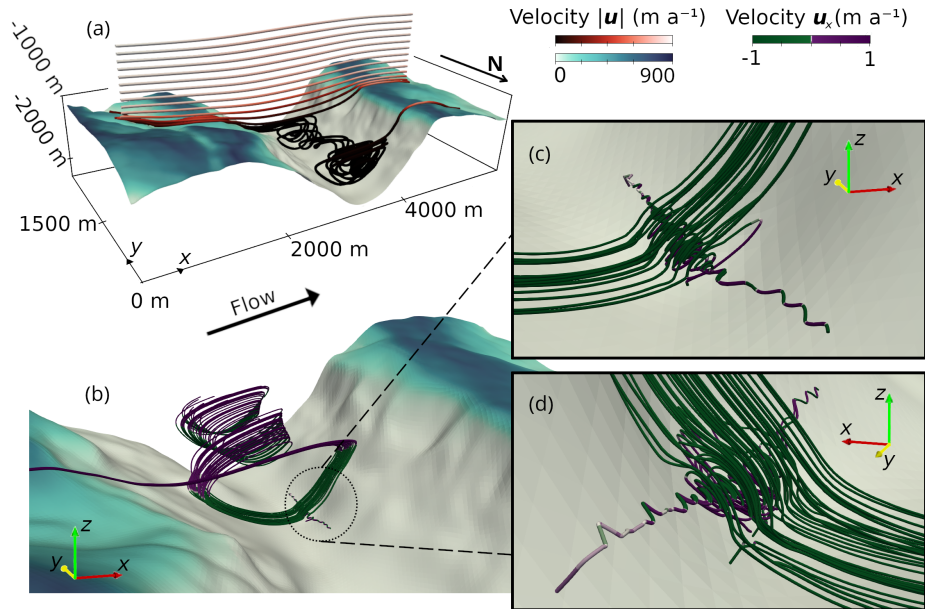 (a)
Velocity |u| (m a⁻¹)
Velocity uₓ(m a⁻¹)
0
900
-1
1
-1000 m
-2000 m
N
1500 m
4000 m
2000 m
0 m
y
x
Flow
(b)
z
y
x
(c)
z
y
x
(d)
z
x
y